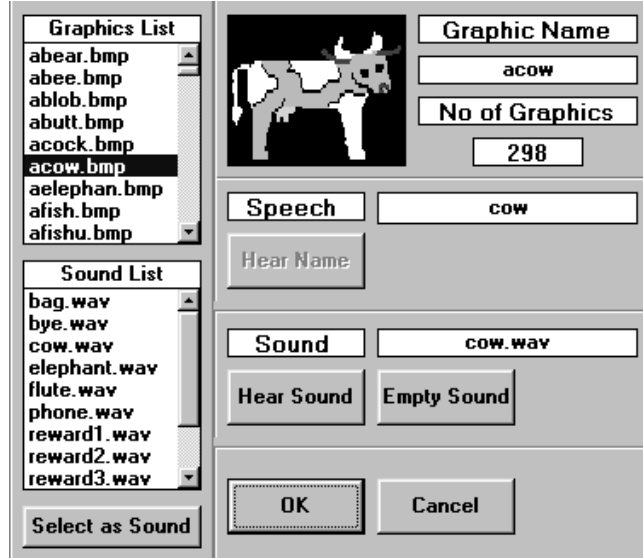 Graphics List
abear.bmp
abee.bmp
ablob.bmp
abutt.bmp
acock.bmp
acow.bmp
aelephan.bmp
afish.bmp
afishu.bmp
Sound List
bag.wav
bye.wav
cow.wav
elephant.wav
flute.wav
phone.wav
reward1.wav
reward2.wav
reward3.wav
Select as Sound
Graphic Name
acow
No of Graphics
298
Speech
cow
Hear Name
Sound
cow.wav
Hear Sound
Empty Sound
OK
Cancel